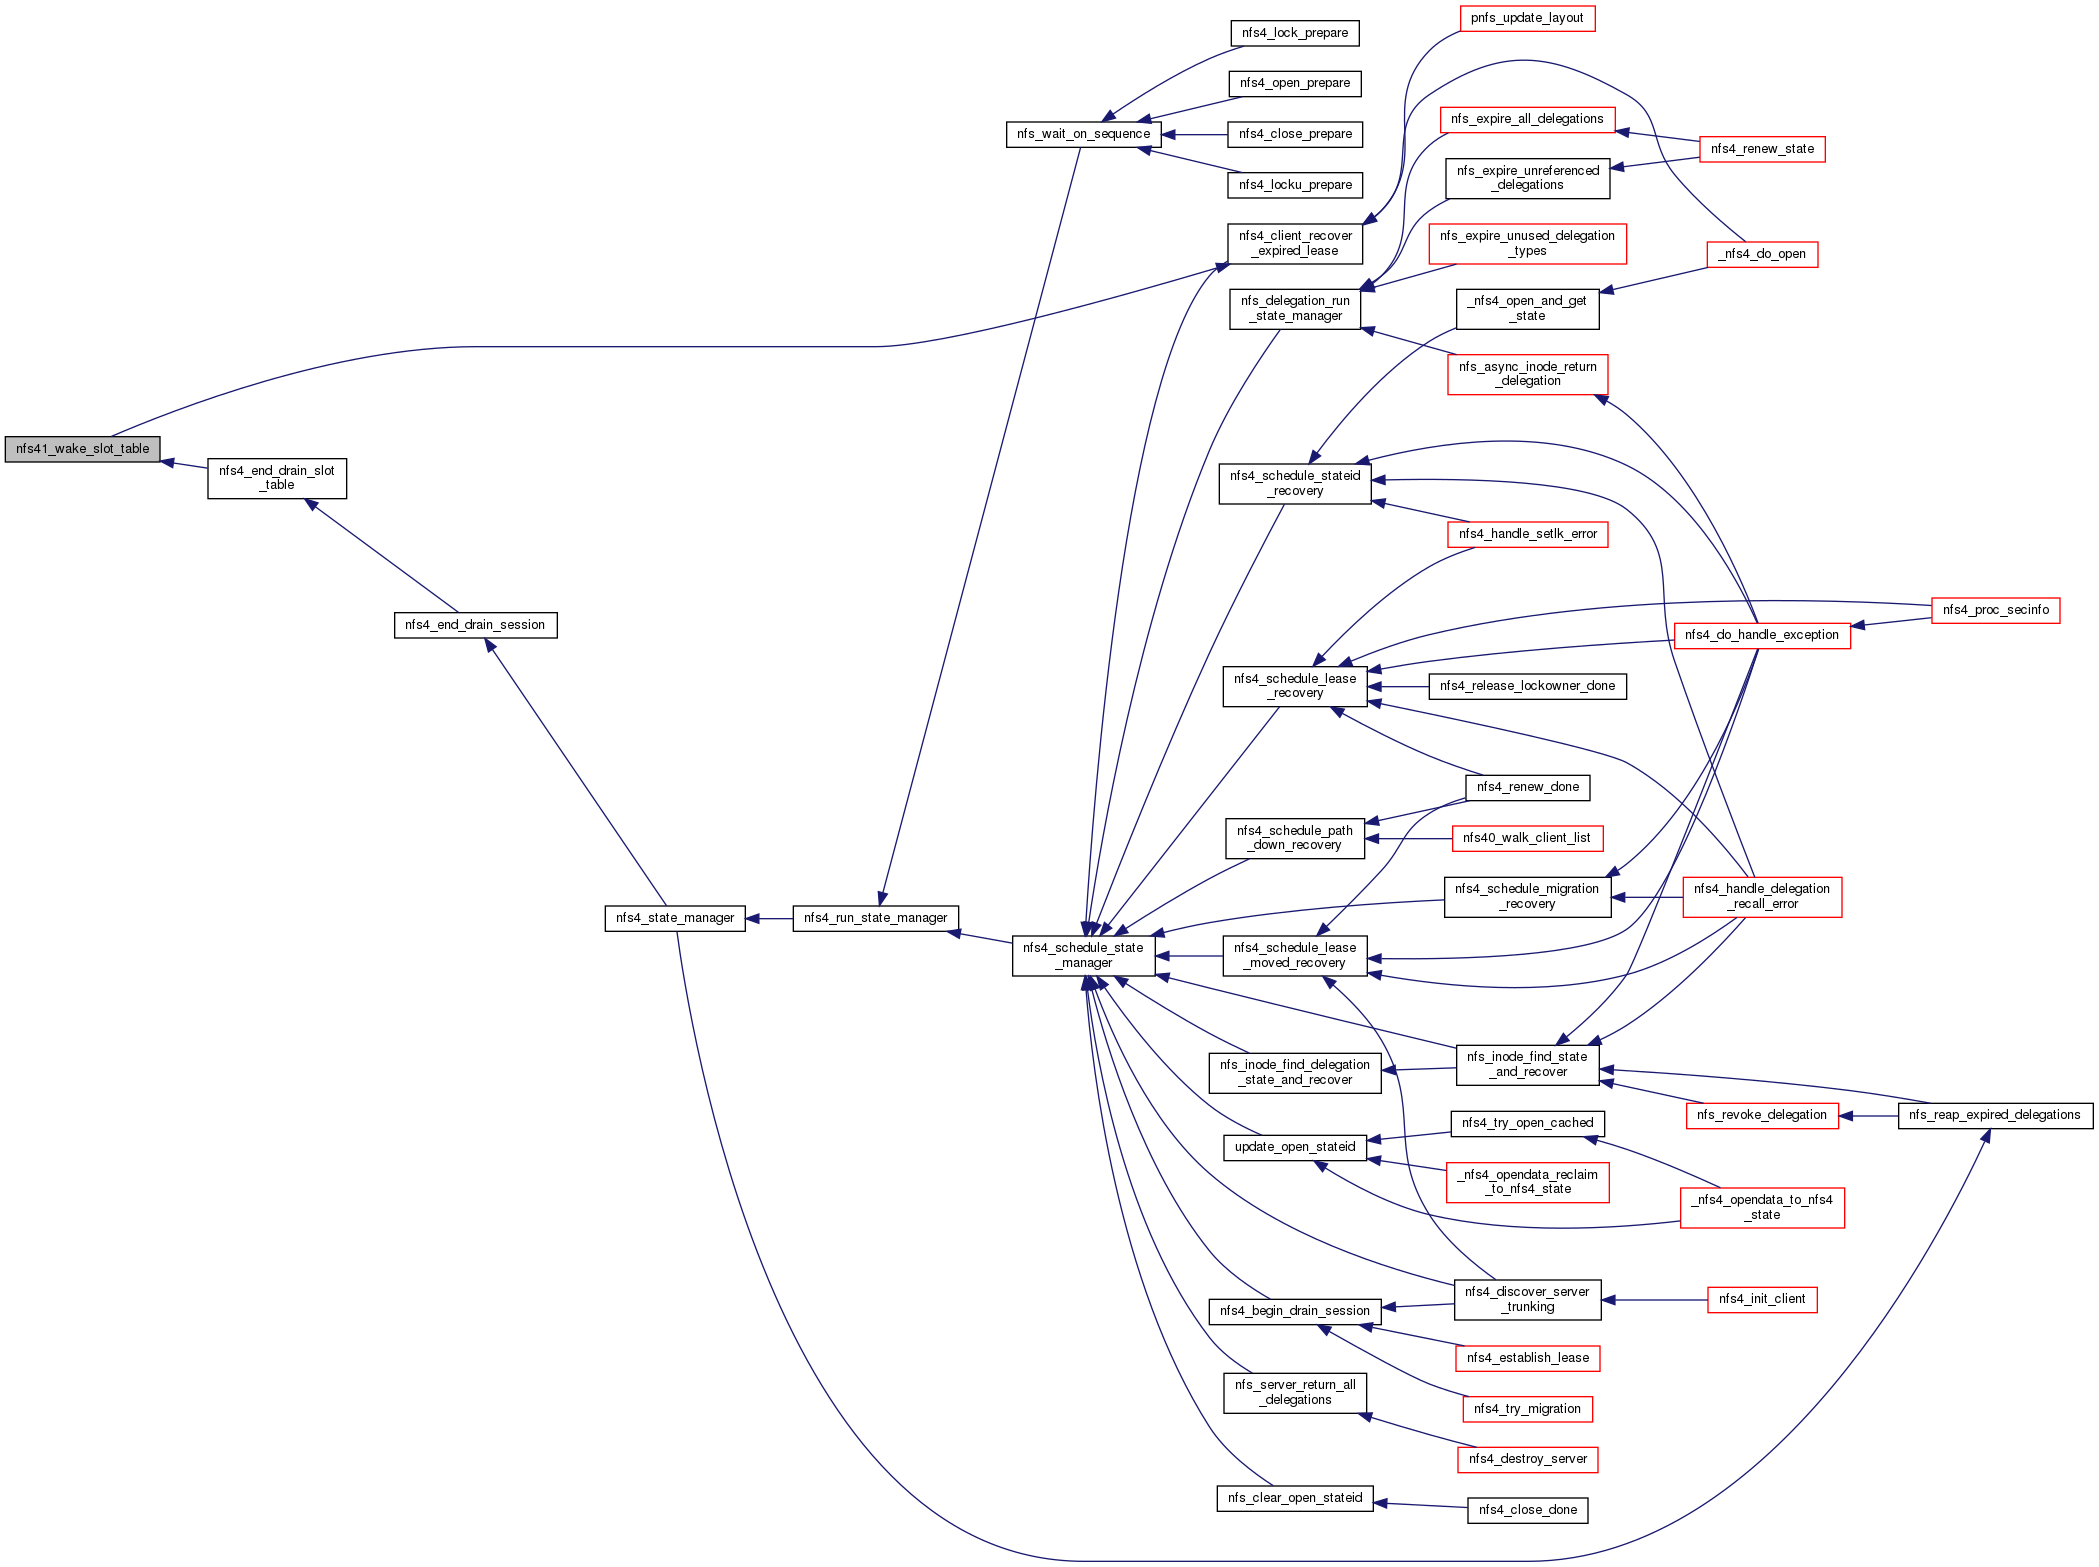 nfs41_wake_slot_table
nfs4_end_drain_slot
_table
nfs4_end_drain_session
nfs4_state_manager
nfs4_run_state_manager
nfs_wait_on_sequence
nfs4_schedule_state
_manager
nfs4_lock_prepare
nfs4_open_prepare
nfs4_close_prepare
nfs4_locku_prepare
nfs4_client_recover
_expired_lease
nfs_delegation_run
_state_manager
nfs4_schedule_stateid
_recovery
nfs4_schedule_lease
_recovery
nfs4_schedule_path
_down_recovery
nfs4_schedule_lease
_moved_recovery
nfs_inode_find_delegation
_state_and_recover
update_open_stateid
nfs4_begin_drain_session
nfs_server_return_all
_delegations
nfs_clear_open_stateid
pnfs_update_layout
nfs_expire_all_delegations
nfs_expire_unreferenced
_delegations
nfs_expire_unused_delegation
_types
_nfs4_open_and_get
_state
nfs_async_inode_return
_delegation
nfs4_handle_setlk_error
nfs4_release_lockowner_done
nfs4_renew_done
nfs40_walk_client_list
nfs4_schedule_migration
_recovery
nfs_inode_find_state
_and_recover
nfs4_try_open_cached
_nfs4_opendata_reclaim
_to_nfs4_state
nfs4_discover_server
_trunking
nfs4_establish_lease
nfs4_try_migration
nfs4_destroy_server
nfs4_close_done
nfs4_renew_state
_nfs4_do_open
nfs4_do_handle_exception
nfs4_handle_delegation
_recall_error
nfs_revoke_delegation
_nfs4_opendata_to_nfs4
_state
nfs4_init_client
nfs4_proc_secinfo
nfs_reap_expired_delegations